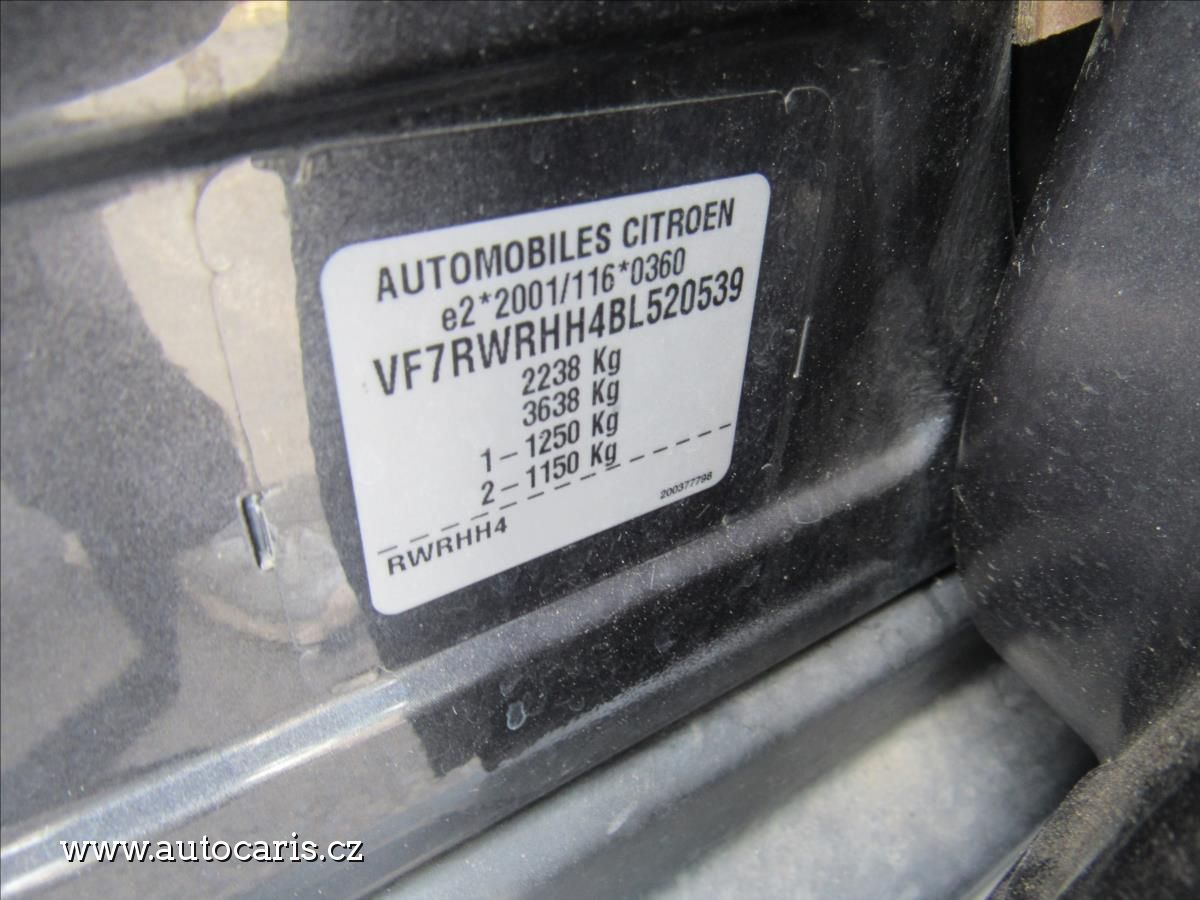 AUTOMOBILES CITROEN
e2*2001/116*0360
VF7RWRHH4BL520539
2238 Kg
3638 Kg
1 – 1250 Kg
2 – 1150 Kg
200377798
RWRHH4
www.autocaris.cz